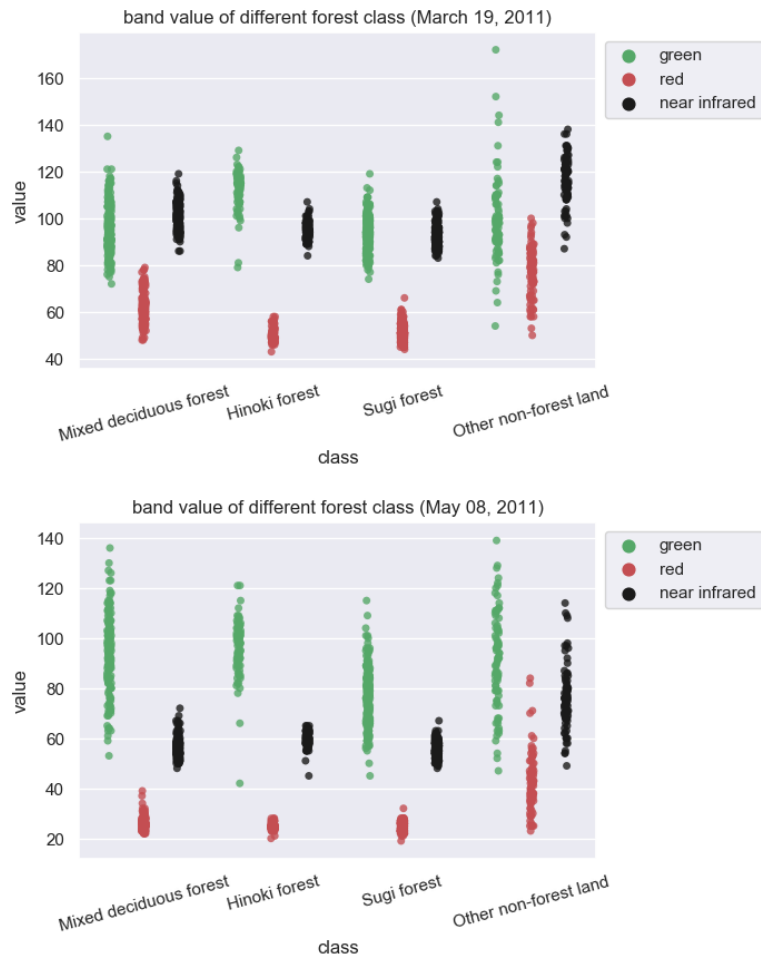 band value of different forest class (March 19, 2011)
green
red
near infrared
160
140
120
100
80
60
40
value
Mixed deciduous forest
Hinoki forest
Sugi forest
Other non-forest land
class
band value of different forest class (May 08, 2011)
green
red
near infrared
140
120
100
80
60
40
20
value
Mixed deciduous forest
Hinoki forest
Sugi forest
Other non-forest land
class